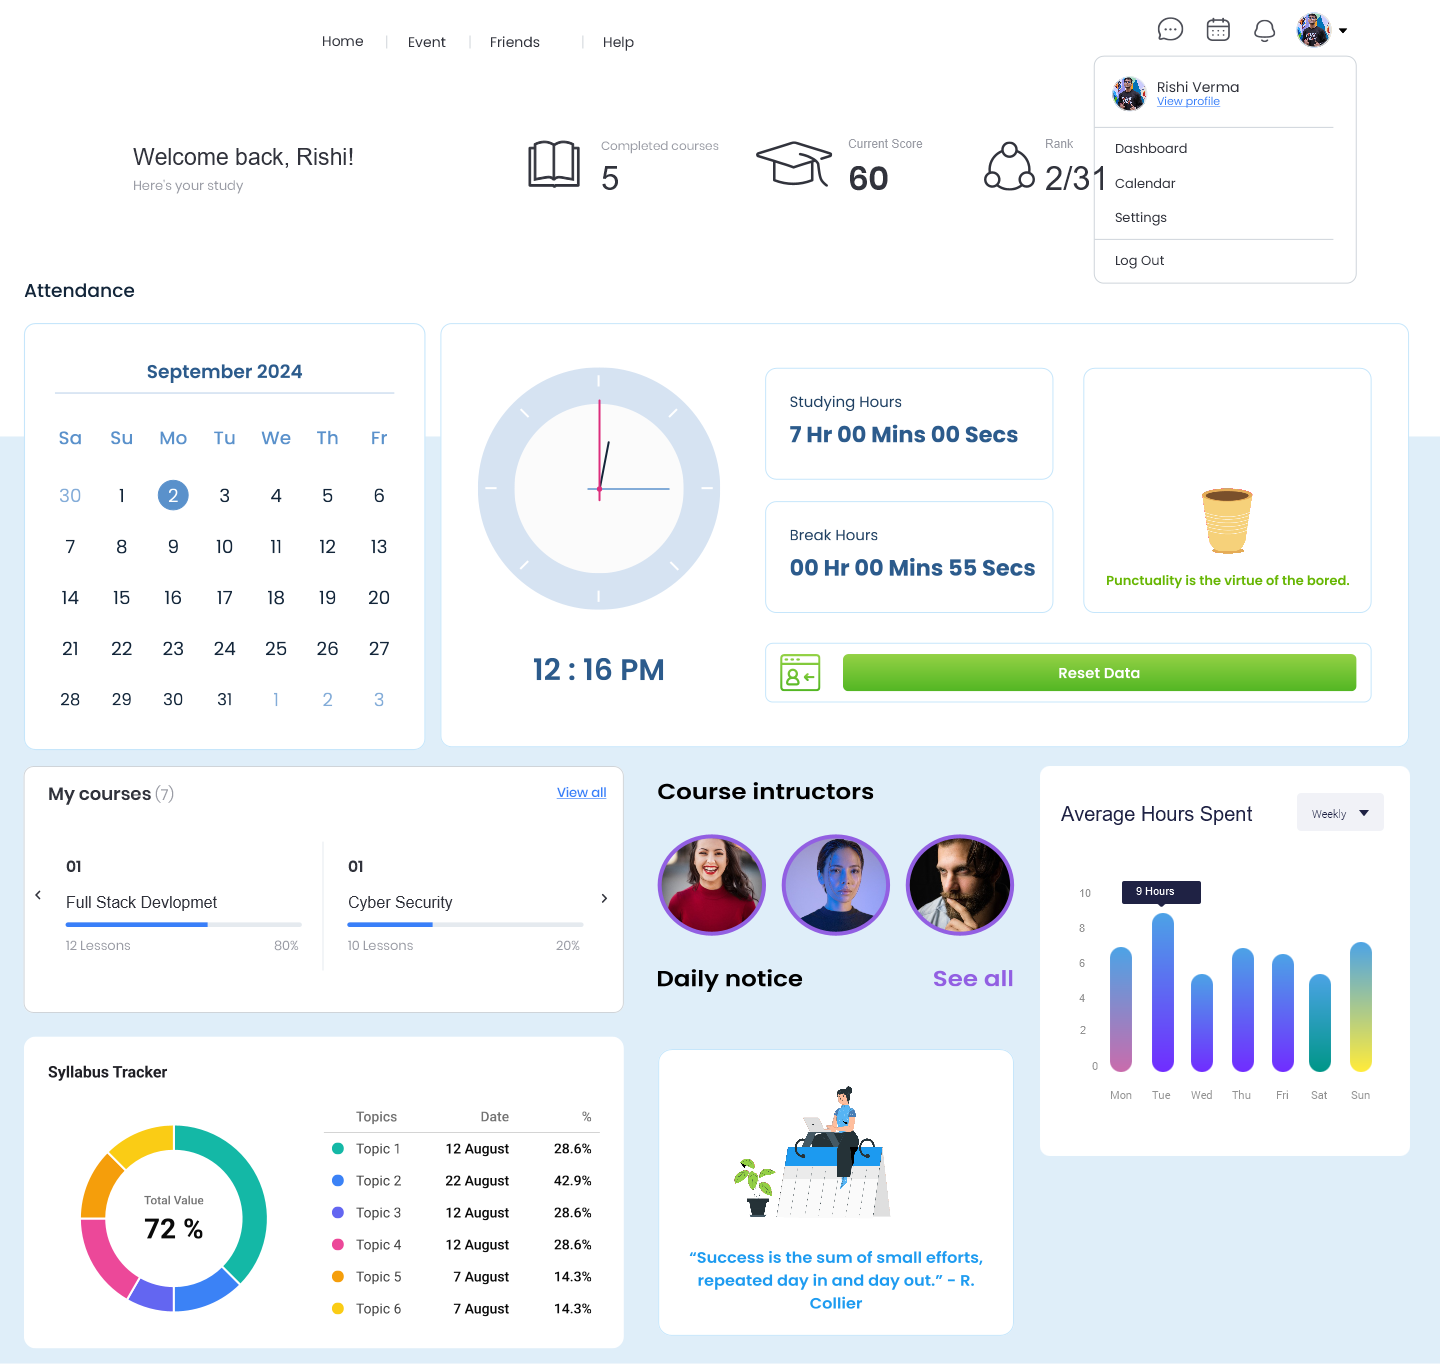 Home
Event
Friends
Help
Rishi Verma
View profile
Dashboard
Calendar
Settings
Log Out
Welcome back, Rishi!
Here's your study
Completed courses
5
Current Score
60
Rank
2/31
Attendance
September 2024
Sa Su Mo Tu We Th Fr
30 1 2 3 4 5 6
7 8 9 10 11 12 13
14 15 16 17 18 19 20
21 22 23 24 25 26 27
28 29 30 31 1 2 3
12 : 16 PM
Studying Hours
7 Hr 00 Mins 00 Secs
Break Hours
00 Hr 00 Mins 55 Secs
Punctuality is the virtue of the bored.
Reset Data
My courses (7)
View all
01
Full Stack Devlopmet
12 Lessons 80%
01
Cyber Security
10 Lessons 20%
Course intructors
Daily notice
See all
Average Hours Spent
Weekly
9 Hours
10
8
6
4
2
0
Mon Tue Wed Thu Fri Sat Sun
Syllabus Tracker
Total Value
72 %
Topics Date %
Topic 1 12 August 28.6%
Topic 2 22 August 42.9%
Topic 3 12 August 28.6%
Topic 4 12 August 28.6%
Topic 5 7 August 14.3%
Topic 6 7 August 14.3%
“Success is the sum of small efforts,
repeated day in and day out.” - R.
Collier